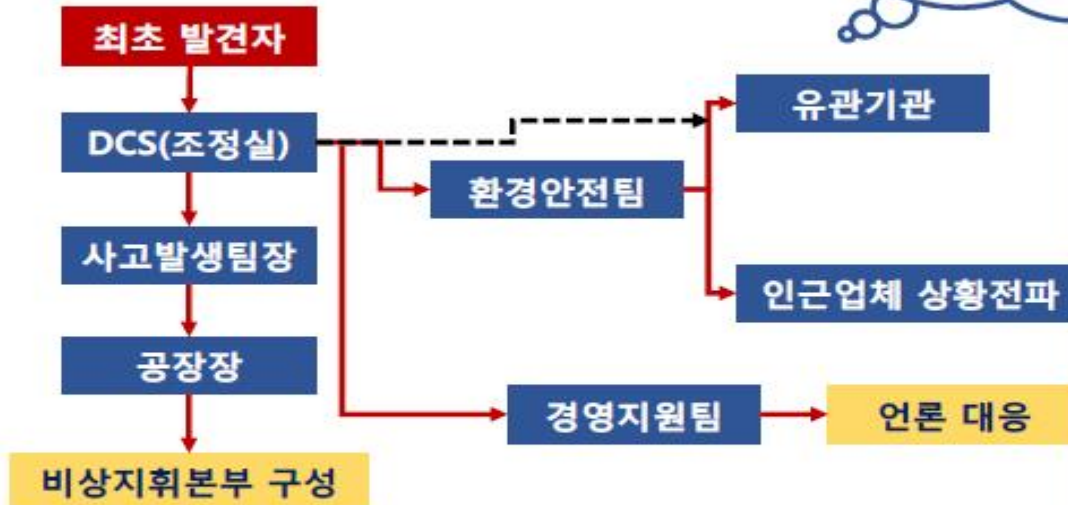 최초 발견자
DCS(조정실)
유관기관
환경안전팀
사고발생팀장
인근업체 상황전파
공장장
경영지원팀
언론 대응
비상지휘본부 구성